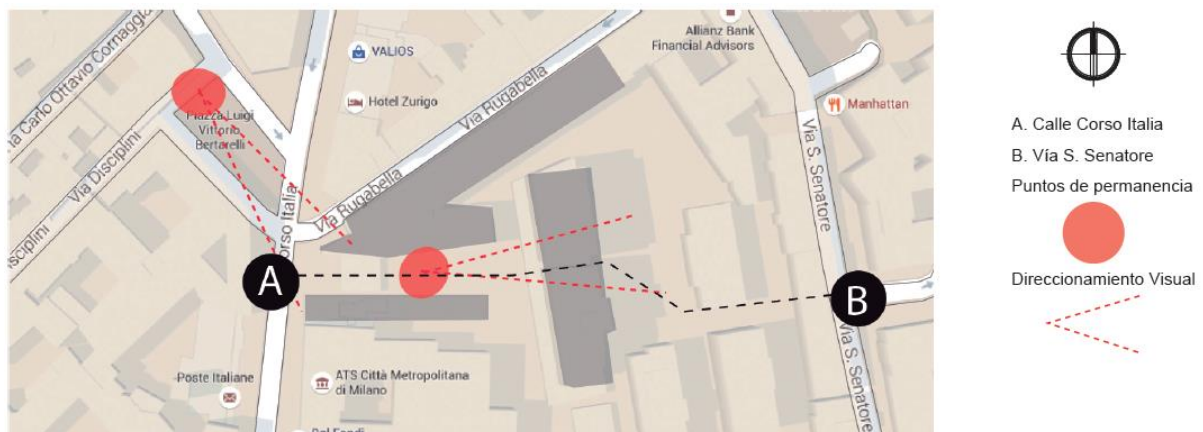 Via Carlo Ottavio Cornaggia
Piazza Luigi
Vittorio
Bertarelli
Via Disciplini
Disciplini
VALIOS
Hotel Zurigo
Via Rugabella
Via Rugabella
Corso Italia
Allianz Bank
Financial Advisors
Manhattan
Via S. Senatore
Via S. Senatore
Via S. Senatore
A
B
Poste Italiane
ATS Città Metropolitana
di Milano
A. Calle Corso Italia
B. Vía S. Senatore
Puntos de permanencia
Direccionamiento Visual